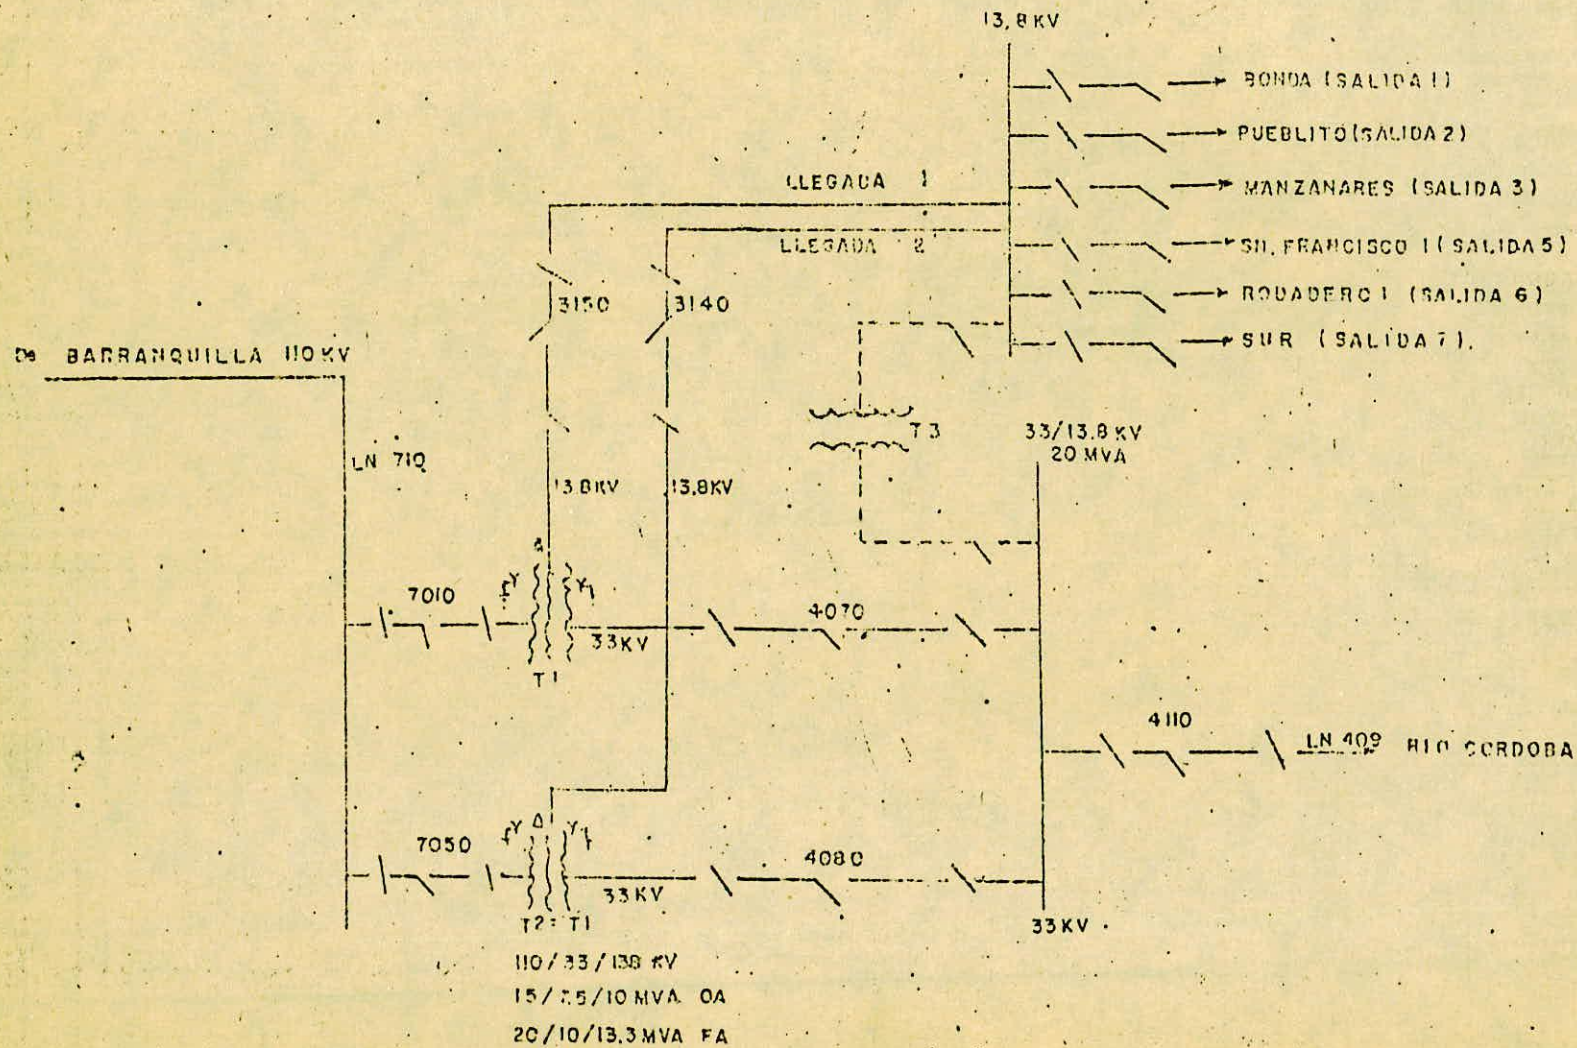 13,8 KV
BONDA (SALIDA 1)
PUEBLITO (SALIDA 2)
LLEGADA 1
MANZANARES (SALIDA 3)
LLEGADA 2
SN. FRANCISCO 1 (SALIDA 5)
3150
3140
RODADERO 1 (SALIDA 6)
De BARRANQUILLA 110 KV
SUR (SALIDA 7).
T 3
33/13.8 KV
20 MVA
LN 710
13.8KV
13.8KV
7010
Y
Y
4070
33KV
T 1
4110
LN 409 RIO CORDOBA
Y Δ Y
7050
4080
33KV
T2 = T1
33KV
110/33/13.8 KV
15/7.5/10 MVA OA
20/10/13.3 MVA FA